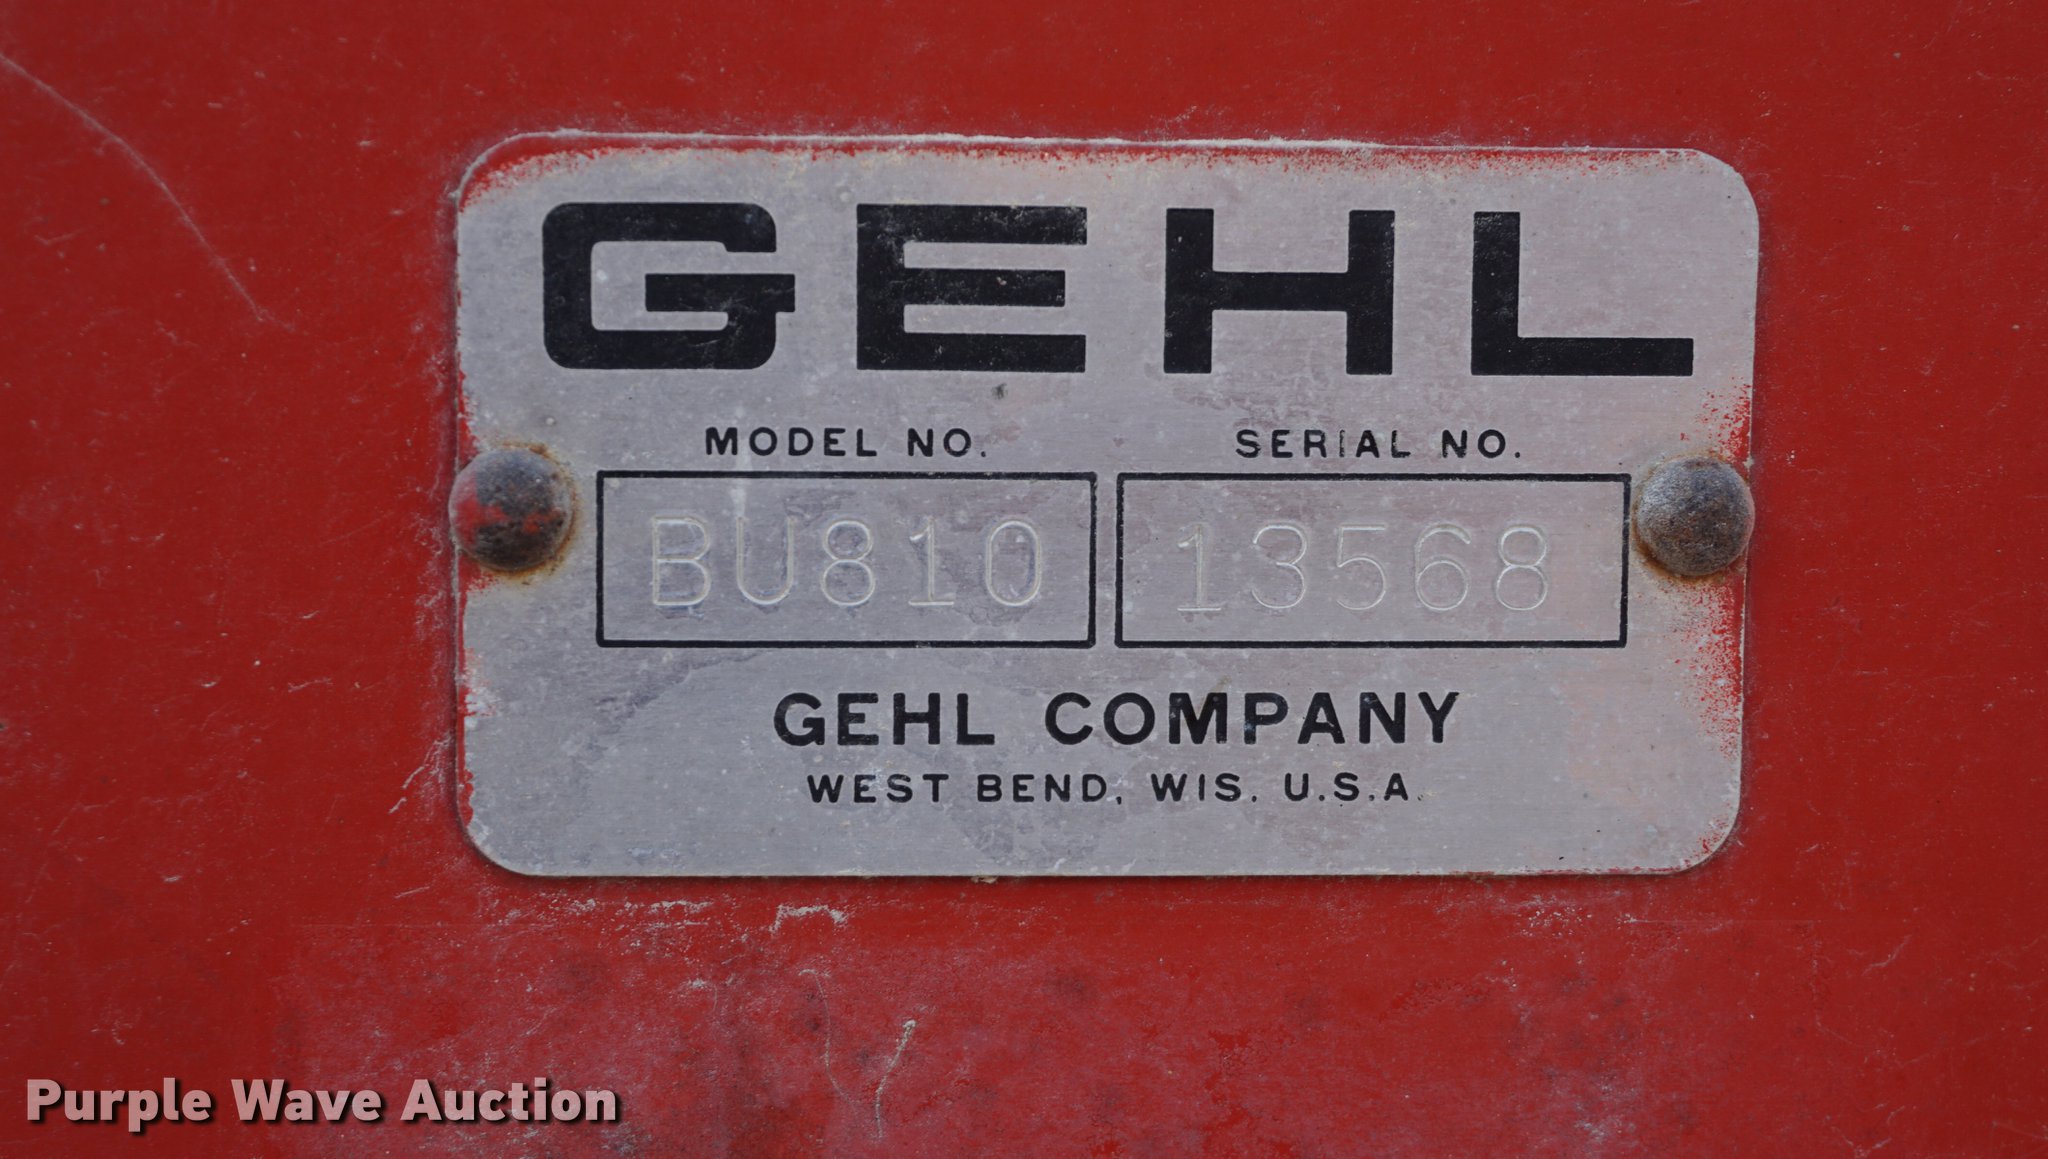 GEHL
MODEL NO. SERIAL NO.
BU810 13568
GEHL COMPANY
WEST BEND, WIS. U.S.A.
Purple Wave Auction